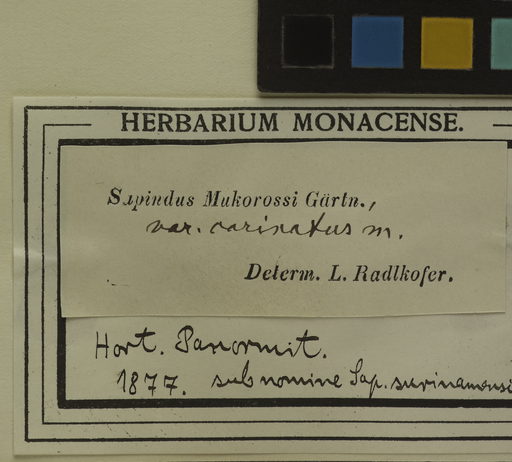 HERBARIUM MONACENSE.
Sapindus Mukorossi Gärtn.,
var. carinatus m.
Determ. L. Radlkofer.
Hort. Panormit.
1877. sub nomine Sap. surinamensi